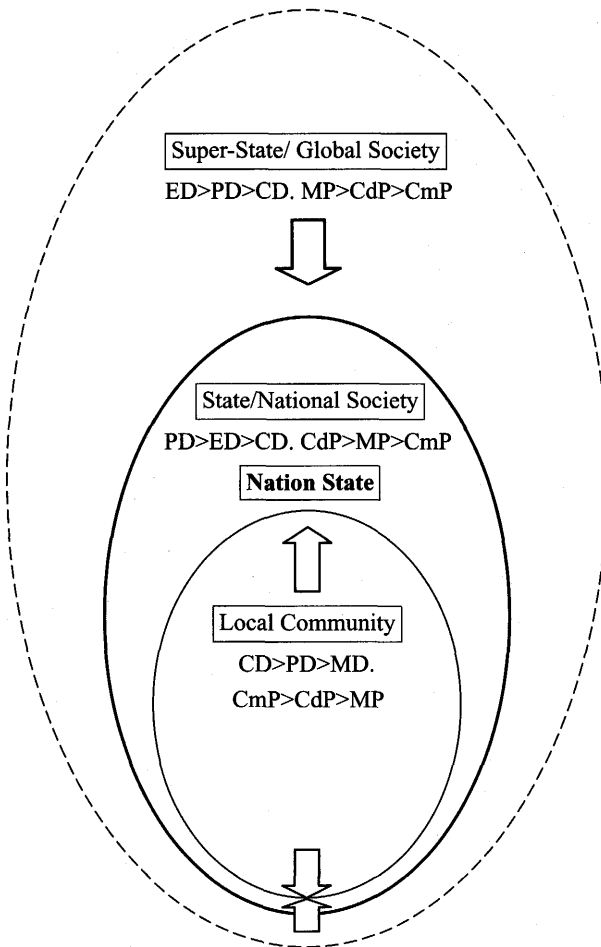 Super-State/ Global Society
ED>PD>CD. MP>CdP>CmP
State/National Society
PD>ED>CD. CdP>MP>CmP
Nation State
Local Community
CD>PD>MD.
CmP>CdP>MP